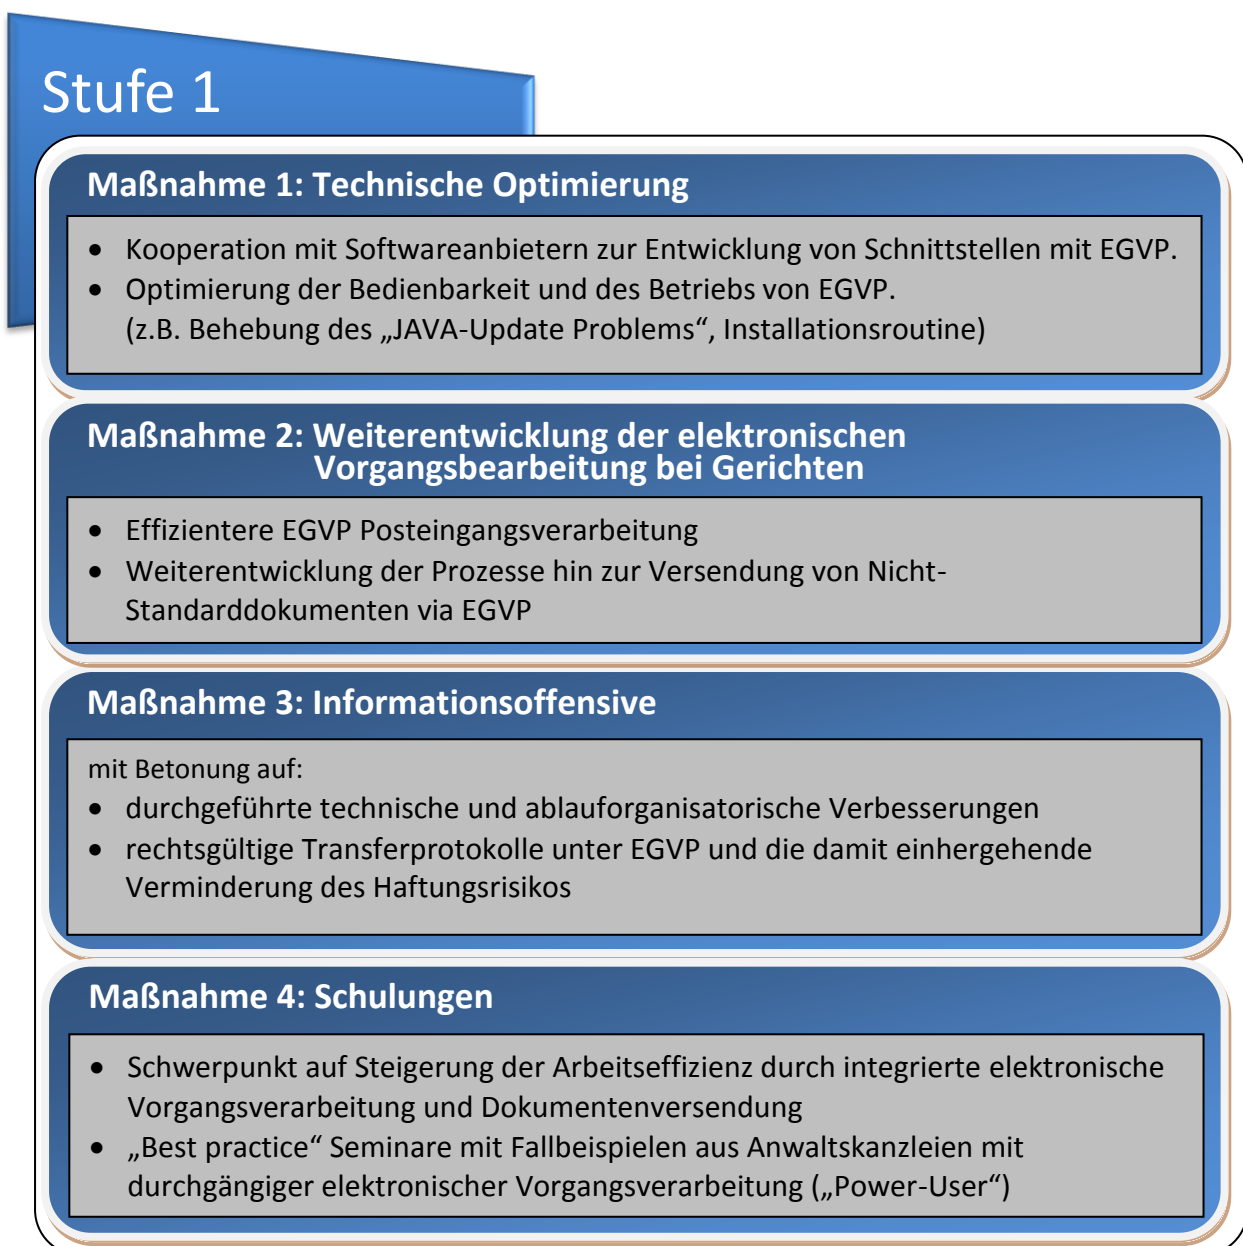 Stufe 1
Maßnahme 1: Technische Optimierung
• Kooperation mit Softwareanbietern zur Entwicklung von Schnittstellen mit EGVP.
• Optimierung der Bedienbarkeit und des Betriebs von EGVP.
(z.B. Behebung des „JAVA-Update Problems“, Installationsroutine)
Maßnahme 2: Weiterentwicklung der elektronischen
Vorgangsbearbeitung bei Gerichten
• Effizientere EGVP Posteingangsverarbeitung
• Weiterentwicklung der Prozesse hin zur Versendung von Nicht-
Standarddokumenten via EGVP
Maßnahme 3: Informationsoffensive
mit Betonung auf:
• durchgeführte technische und ablauforganisatorische Verbesserungen
• rechtsgültige Transferprotokolle unter EGVP und die damit einhergehende
Verminderung des Haftungsrisikos
Maßnahme 4: Schulungen
• Schwerpunkt auf Steigerung der Arbeitseffizienz durch integrierte elektronische
Vorgangsverarbeitung und Dokumentenversendung
• „Best practice“ Seminare mit Fallbeispielen aus Anwaltskanzleien mit
durchgängiger elektronischer Vorgangsverarbeitung („Power-User“)